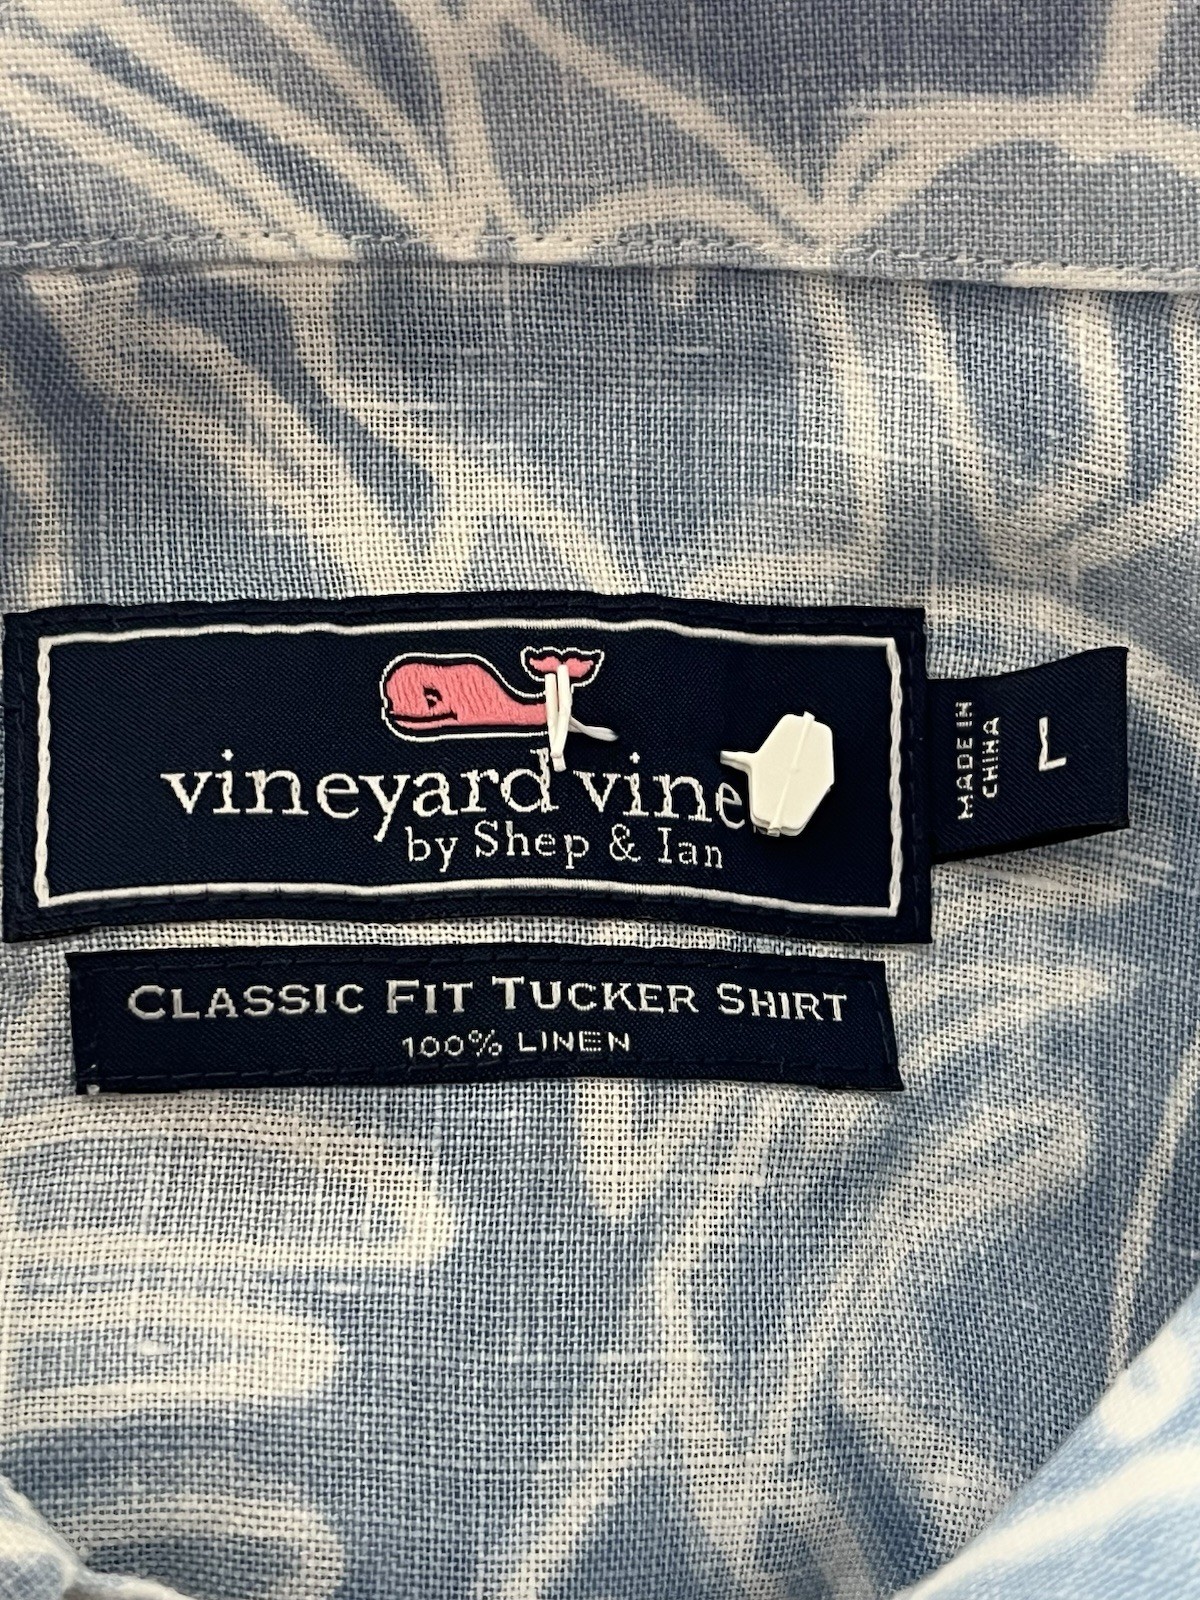 vineyard vine
by Shep & Ian
MADE IN
CHINA
L
CLASSIC FIT TUCKER SHIRT
100% LINEN